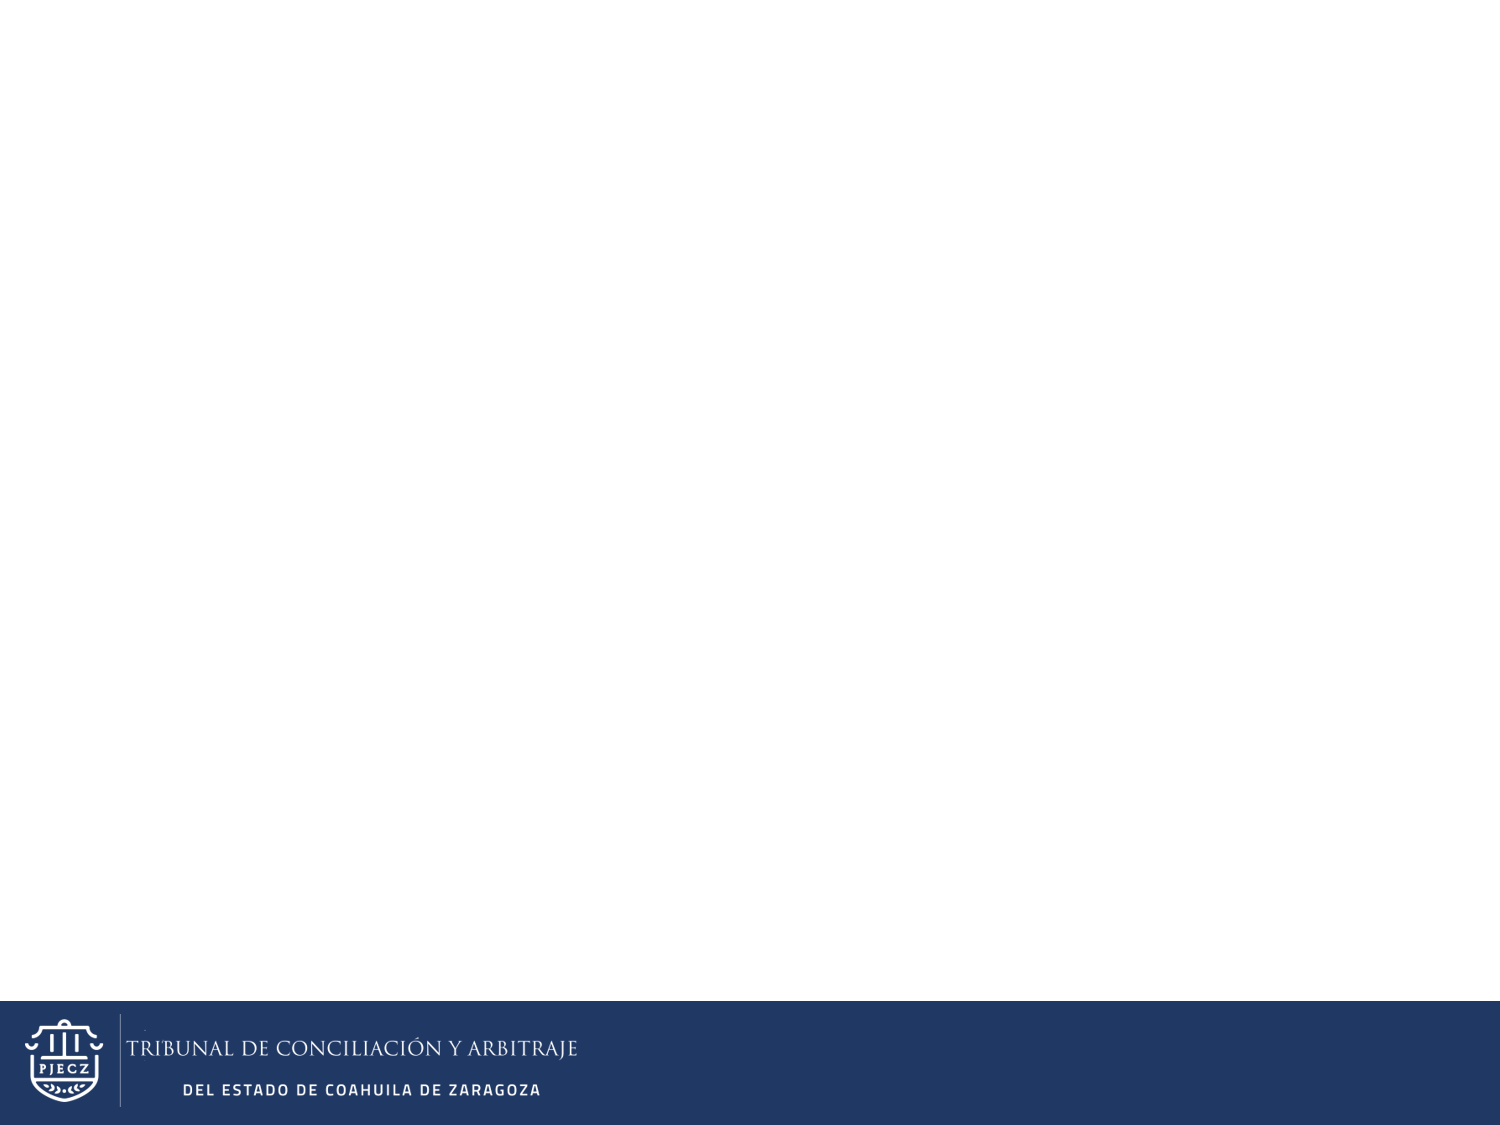 PJECZ
TRIBUNAL DE CONCILIACIÓN Y ARBITRAJE
DEL ESTADO DE COAHUILA DE ZARAGOZA